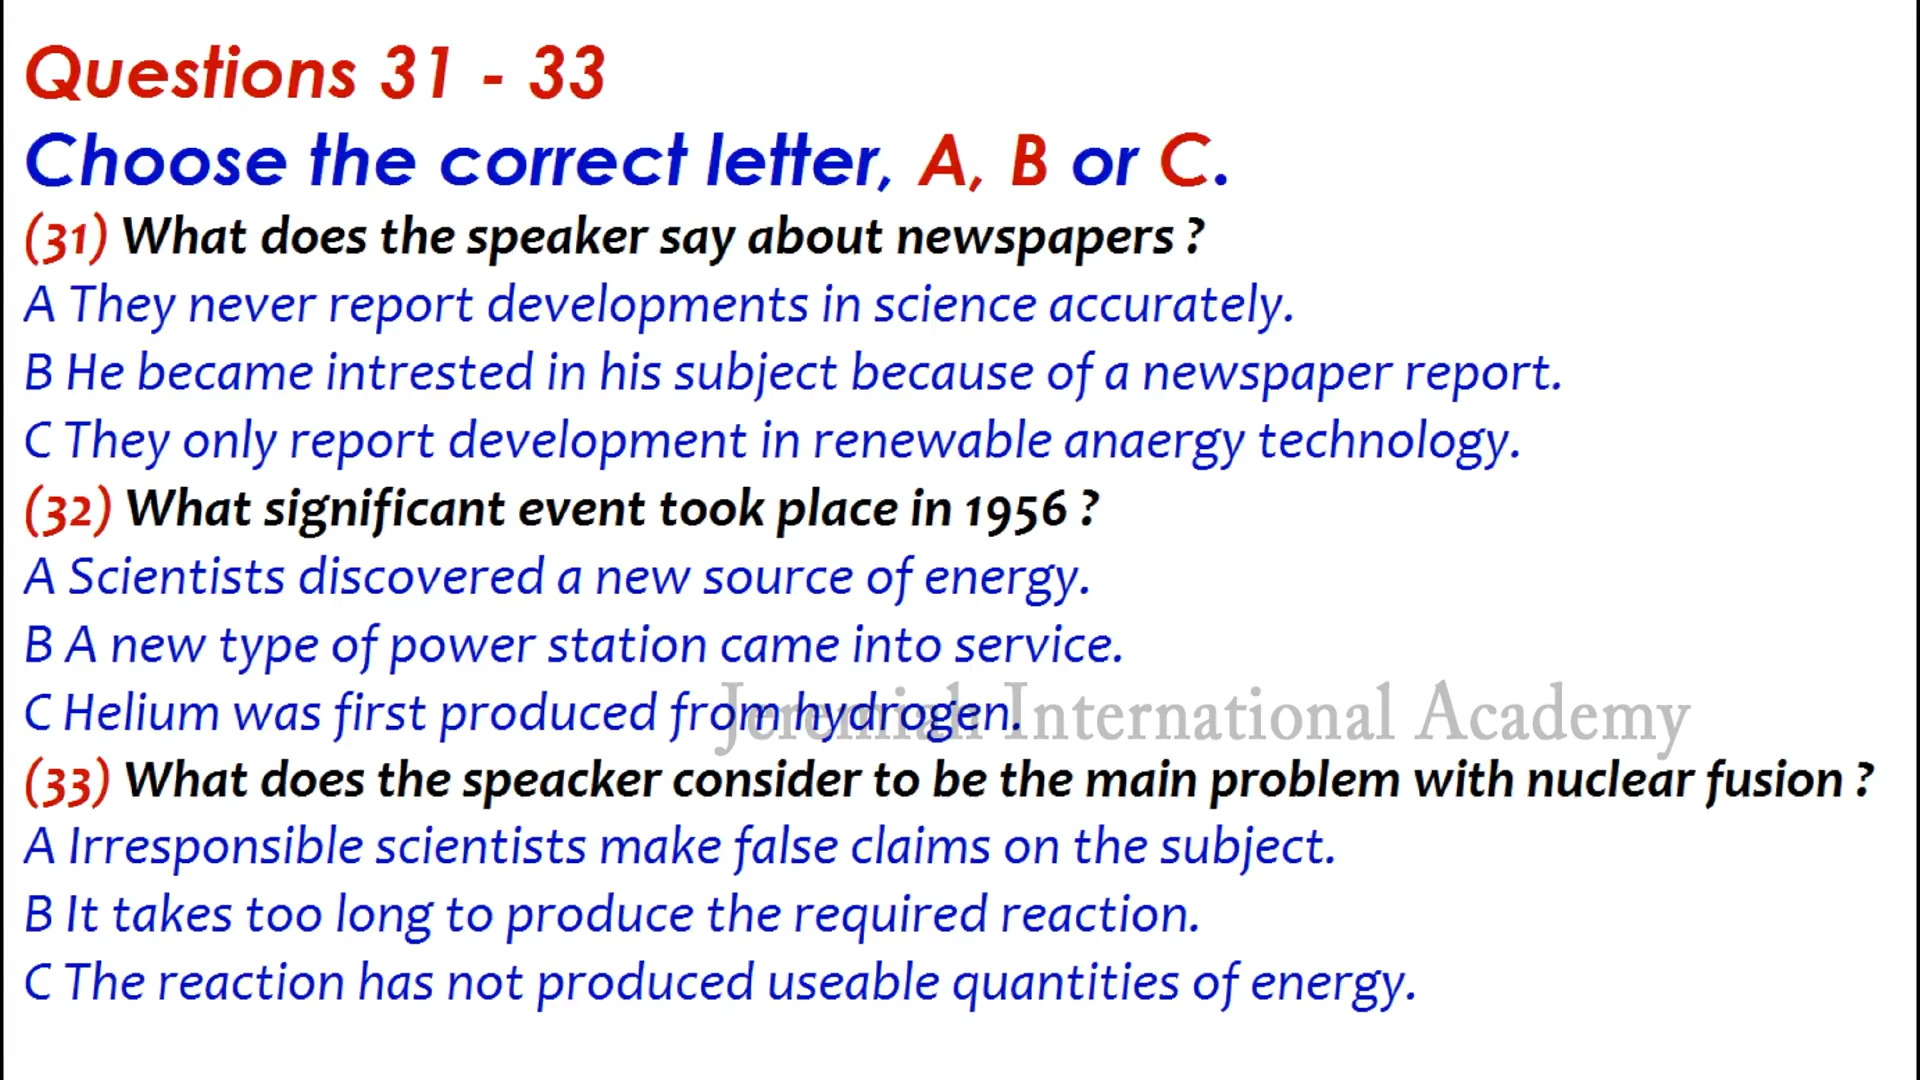 Questions 31 - 33
Choose the correct letter, A, B or C.
(31) What does the speaker say about newspapers ?
A They never report developments in science accurately.
B He became intrested in his subject because of a newspaper report.
C They only report development in renewable anaergy technology.
(32) What significant event took place in 1956 ?
A Scientists discovered a new source of energy.
B A new type of power station came into service.
C Helium was first produced from hydrogen.
Jeremiah International Academy
(33) What does the speacker consider to be the main problem with nuclear fusion ?
A Irresponsible scientists make false claims on the subject.
B It takes too long to produce the required reaction.
C The reaction has not produced useable quantities of energy.